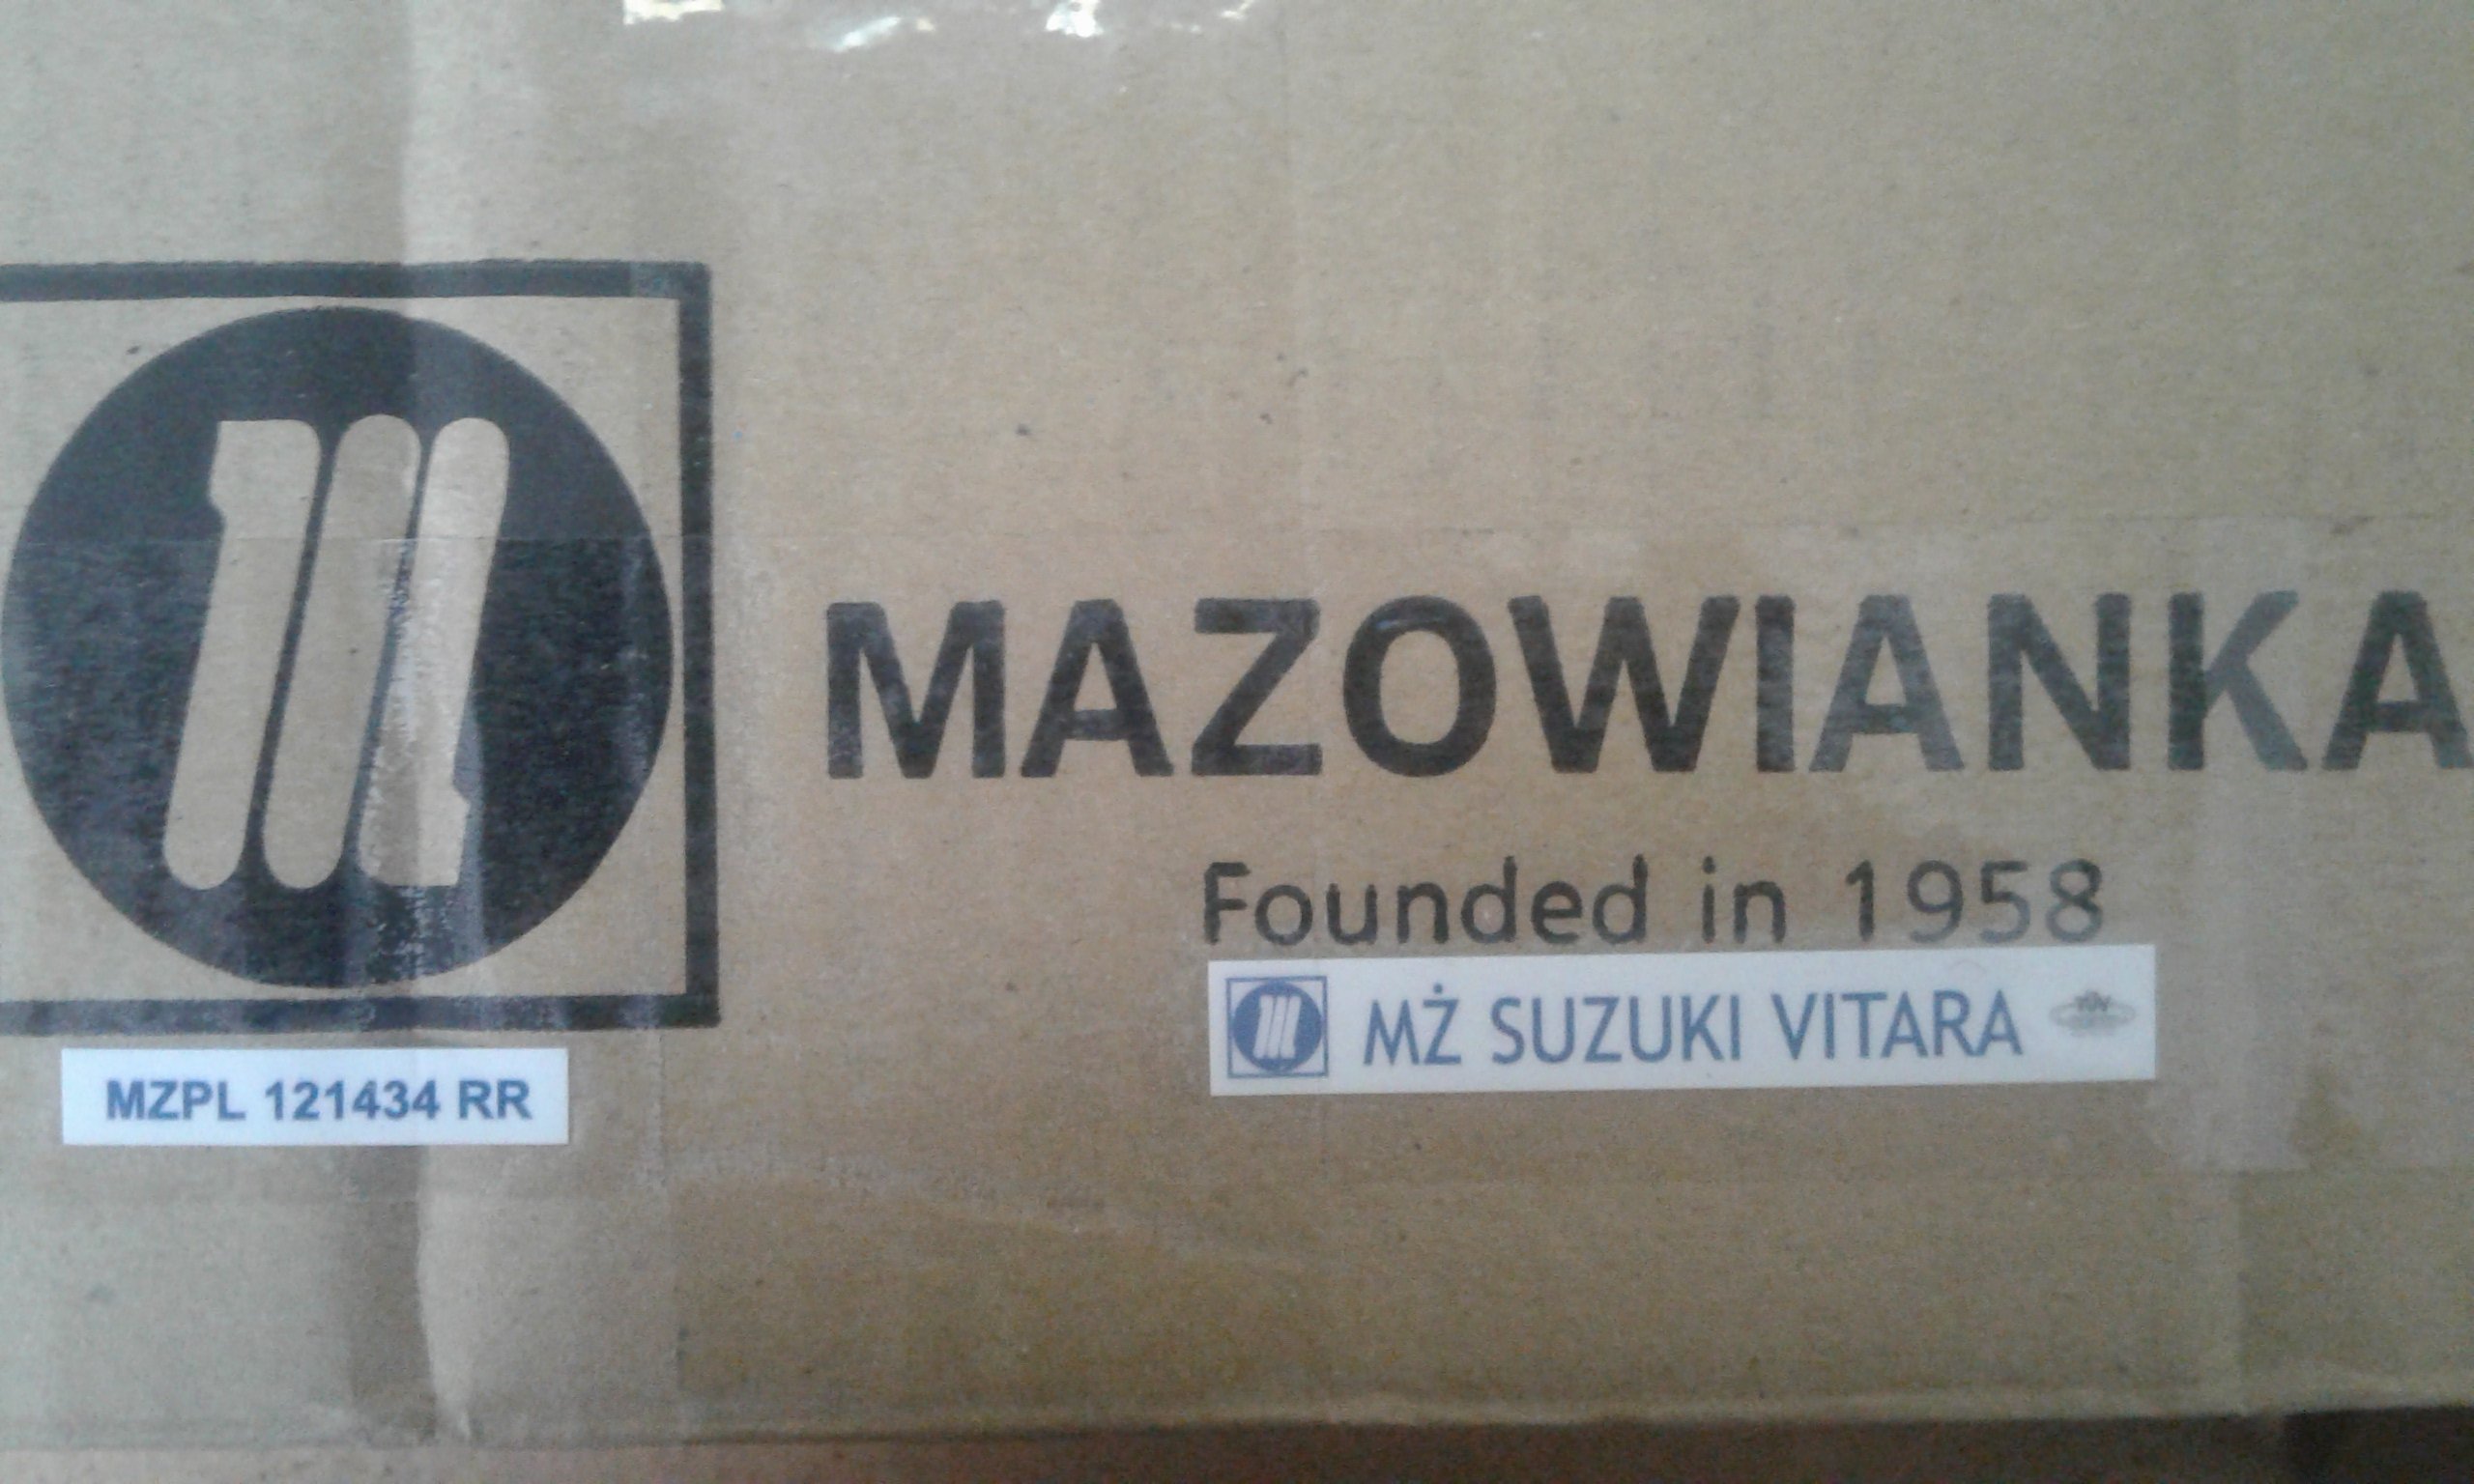 MAZOWIANKA
Founded in 1958
MŻ SUZUKI VITARA
MZPL 121434 RR